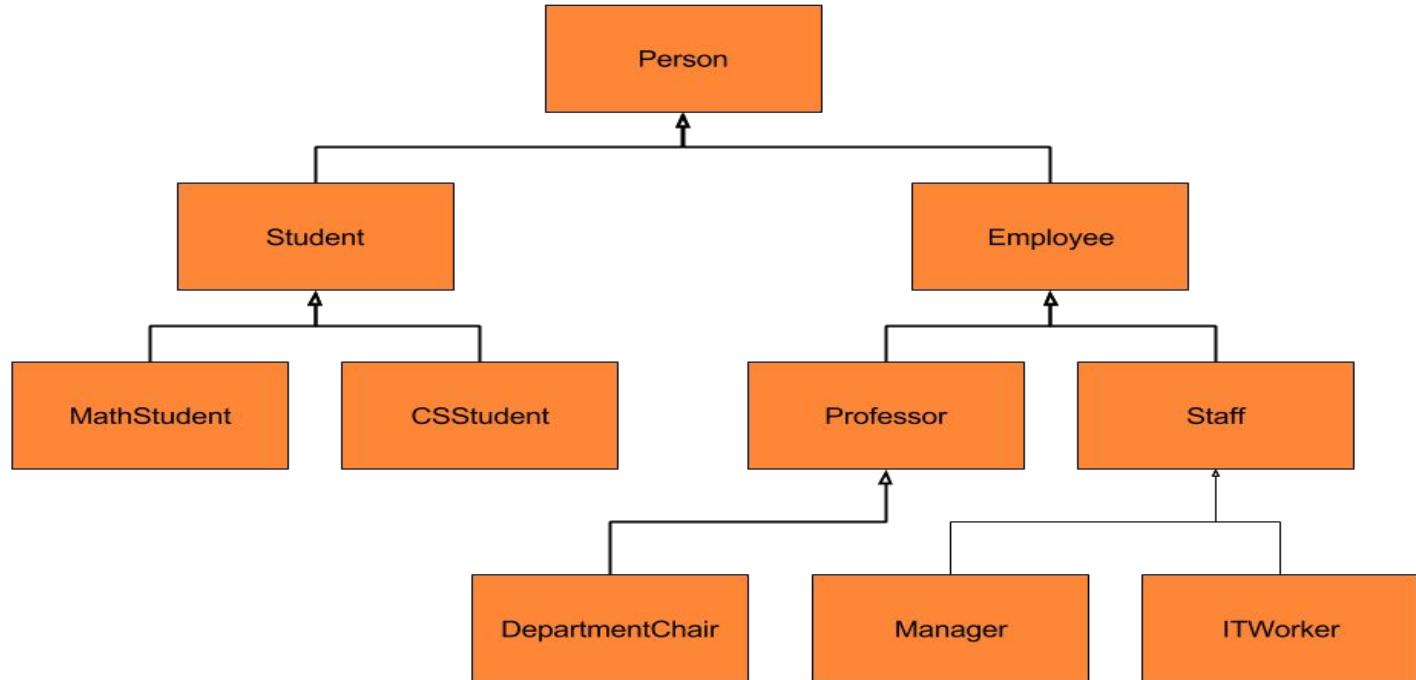 Person
Student
Employee
MathStudent
CSStudent
Professor
Staff
DepartmentChair
Manager
ITWorker